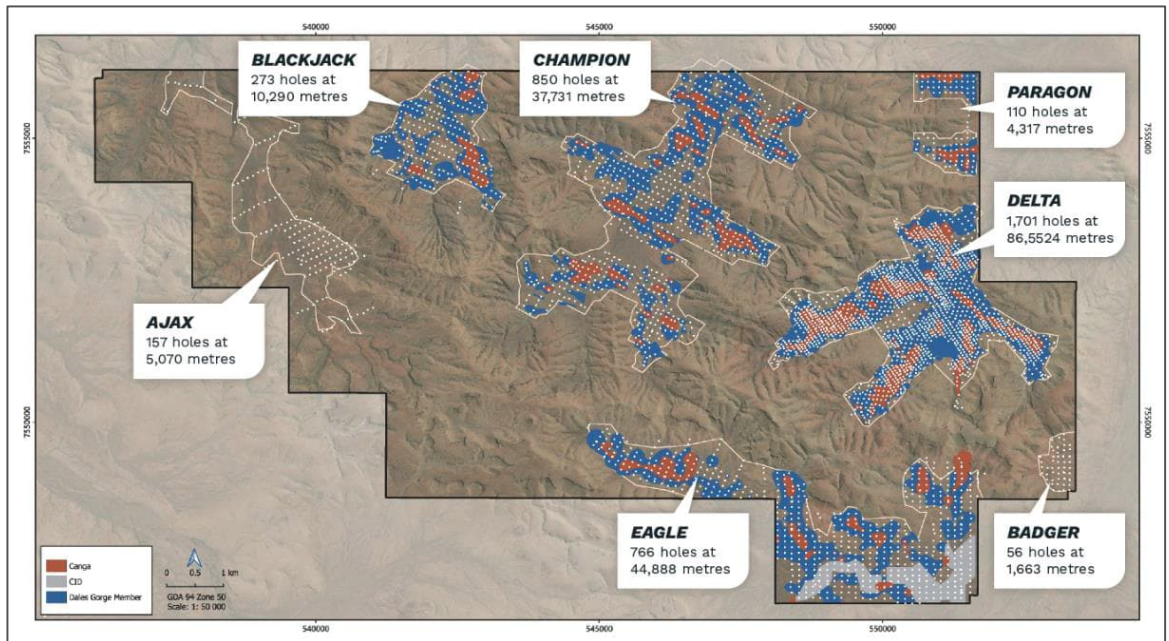 540000
545000
550000
BLACKJACK
273 holes at
10,290 metres
CHAMPION
850 holes at
37,731 metres
PARAGON
110 holes at
4,317 metres
7555000
7555000
DELTA
1,701 holes at
86,5524 metres
AJAX
157 holes at
5,070 metres
7550000
7550000
EAGLE
766 holes at
44,888 metres
BADGER
56 holes at
1,663 metres
Canga
CID
Dales Gorge Member
0 0.5 1 km
GDA 94 Zone 50
Scale: 1: 50 000
540000
545000
550000